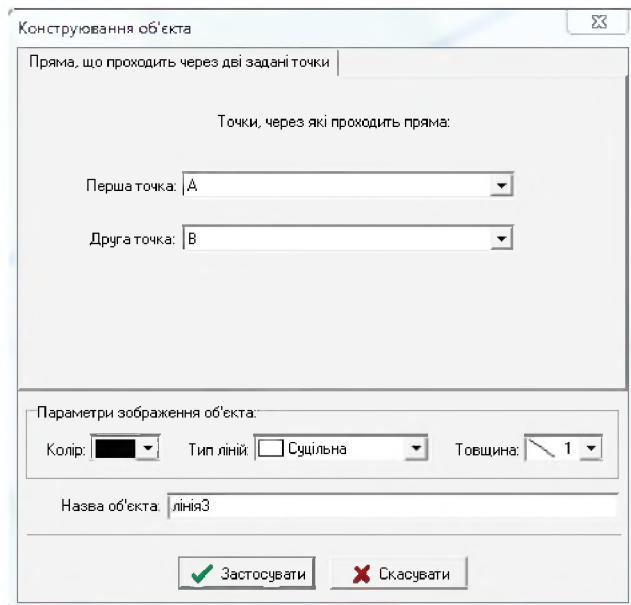 Конструювання об'єкта
Пряма, що проходить через дві задані точки
Точки, через які проходить пряма:
Перша точка: A
Друга точка: B
Параметри зображення об'єкта:
Колір: Тип ліній: Суцільна Товщина: 1
Назва об'єкта: лінія3
Застосувати Скасувати